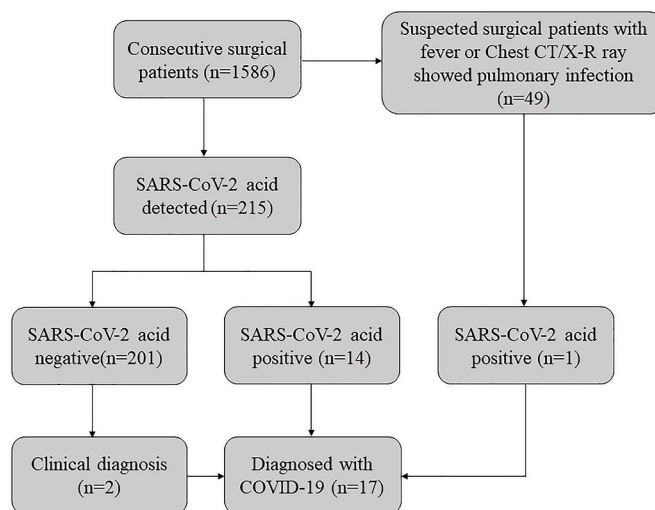 Consecutive surgical
patients (n=1586)
Suspected surgical patients with
fever or Chest CT/X-R ray
showed pulmonary infection
(n=49)
SARS-CoV-2 acid
detected(n=215)
SARS-CoV-2 acid
negative(n=201)
SARS-CoV-2 acid
positive (n=14)
SARS-CoV-2 acid
positive (n=1)
Clinical diagnosis
(n=2)
Diagnosed with
COVID-19 (n=17)